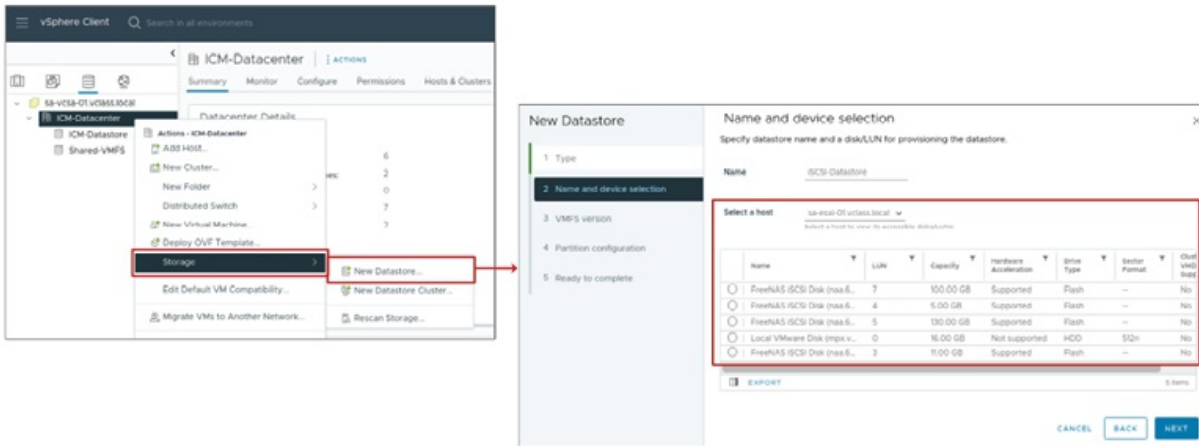 vSphere Client
Search in all environments
ICM-Datacenter
ACTIONS
Summary Monitor Configure Permissions Hosts & Clusters
sa-vcsa-01.vclass.local
ICM-Datacenter
ICM-Datastore
Shared-VMFS
Datacenter Details
6
2
0
7
?
Actions - ICM-Datacenter
Add Host...
New Cluster...
New Folder
Distributed Switch
New Virtual Machine...
Deploy OVF Template...
Storage
Edit Default VM Compatibility...
Migrate VMs to Another Network...
New Datastore...
New Datastore Cluster...
Rescan Storage...
New Datastore
1 Type
2 Name and device selection
3 VMFS version
4 Partition configuration
5 Ready to complete
Name and device selection
Specify datastore name and a disk/LUN for provisioning the datastore.
Name iSCSI-Datastore
Select a host sa-esxi-01.vclass.local
Select a host to view its accessible disks/LUNs
Name LUN Capacity Hardware Acceleration Drive Type Sector Format
FreeNAS iSCSI Disk (naa.6... 7 100.00 GB Supported Flash -- No
FreeNAS iSCSI Disk (naa.6... 4 5.00 GB Supported Flash -- No
FreeNAS iSCSI Disk (naa.6... 5 130.00 GB Supported Flash -- No
Local VMware Disk (mpx.v... 0 16.00 GB Not supported HDD 512n No
FreeNAS iSCSI Disk (naa.6... 3 11.00 GB Supported Flash -- No
EXPORT
5 items
CANCEL BACK NEXT